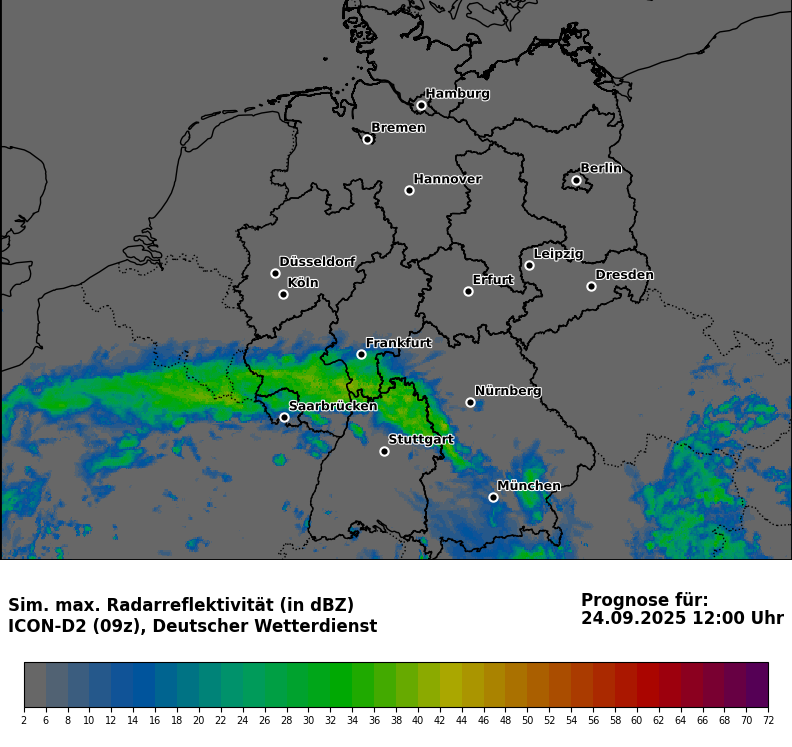 Hamburg
Bremen
Berlin
Hannover
Leipzig
Düsseldorf
Dresden
Köln
Erfurt
Frankfurt
Nürnberg
Saarbrücken
Stuttgart
München
Sim. max. Radarreflektivität (in dBZ)
ICON-D2 (09z), Deutscher Wetterdienst
Prognose für:
24.09.2025 12:00 Uhr
2 6 8 10 12 14 16 18 20 22 24 26 28 30 32 34 36 38 40 42 44 46 48 50 52 54 56 58 60 62 64 66 70 72